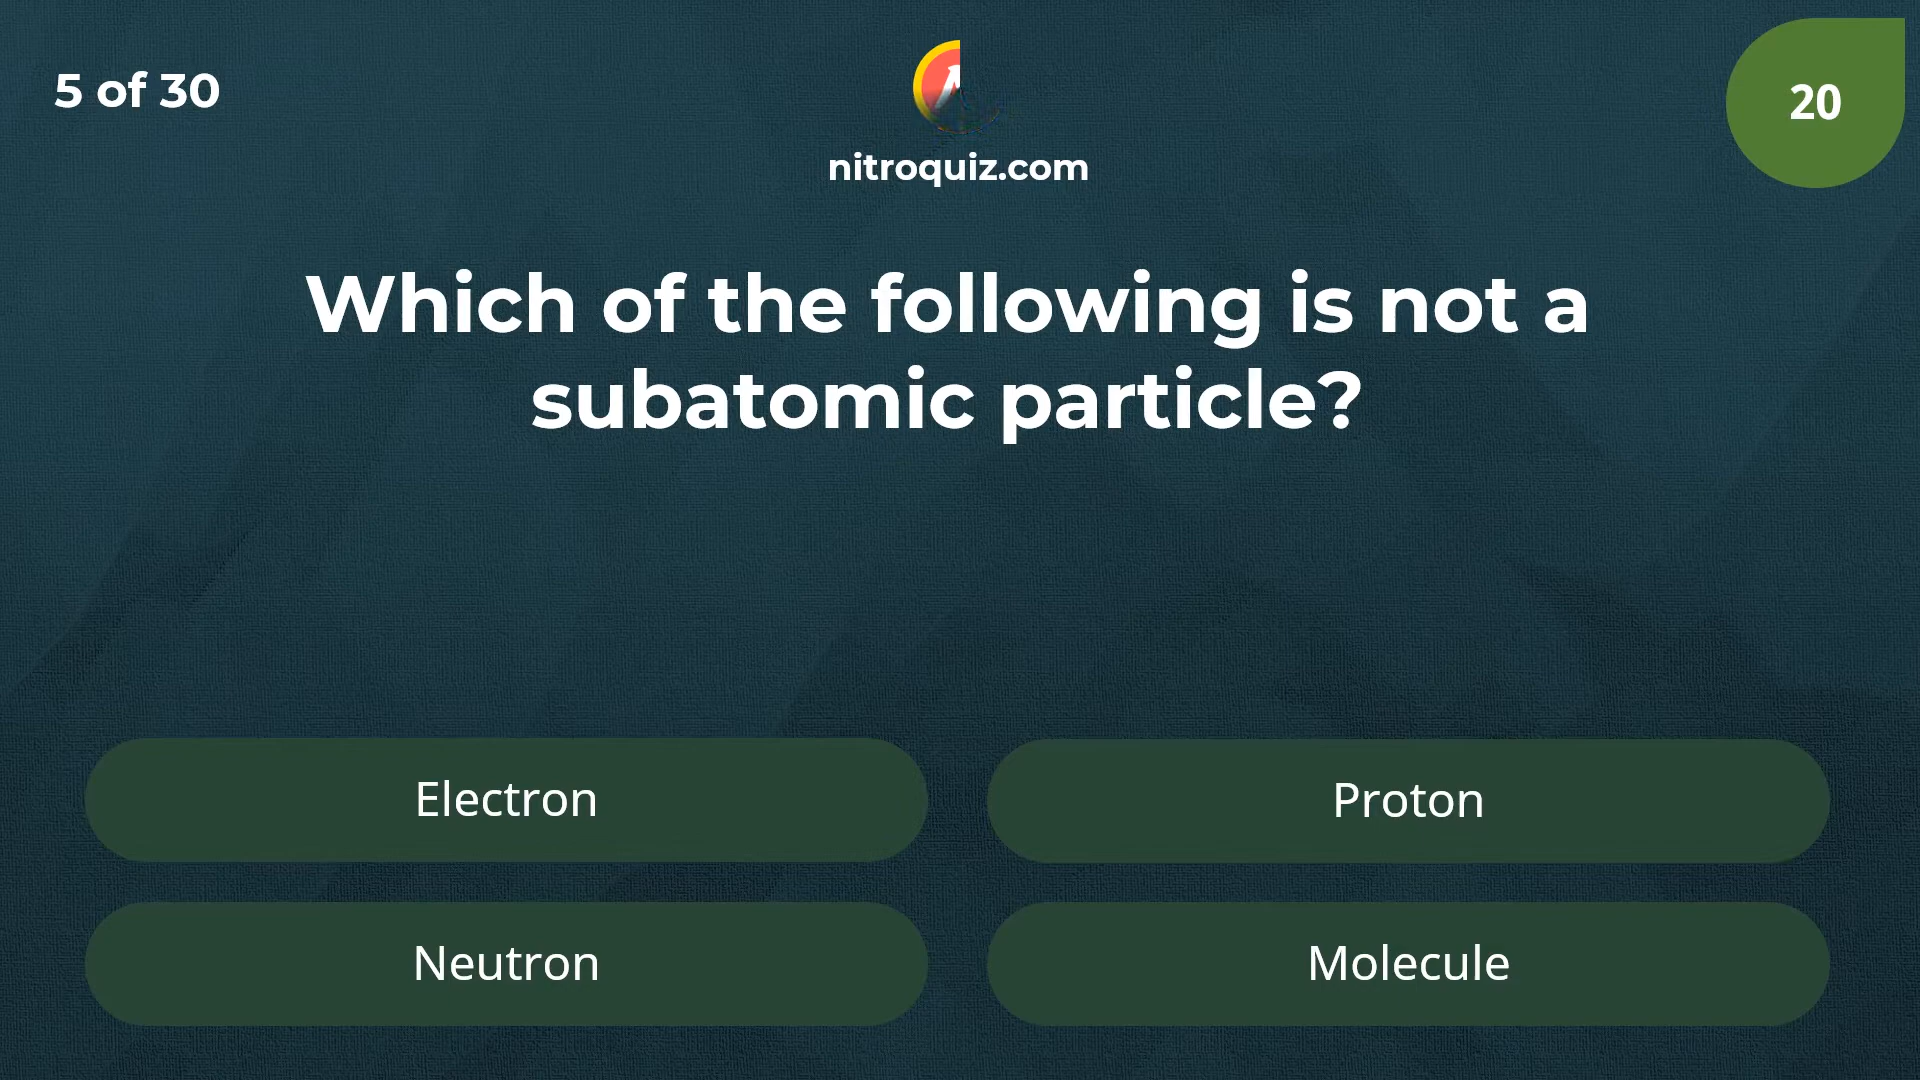 5 of 30
nitroquiz.com
20
Which of the following is not a
subatomic particle?
Electron
Proton
Neutron
Molecule